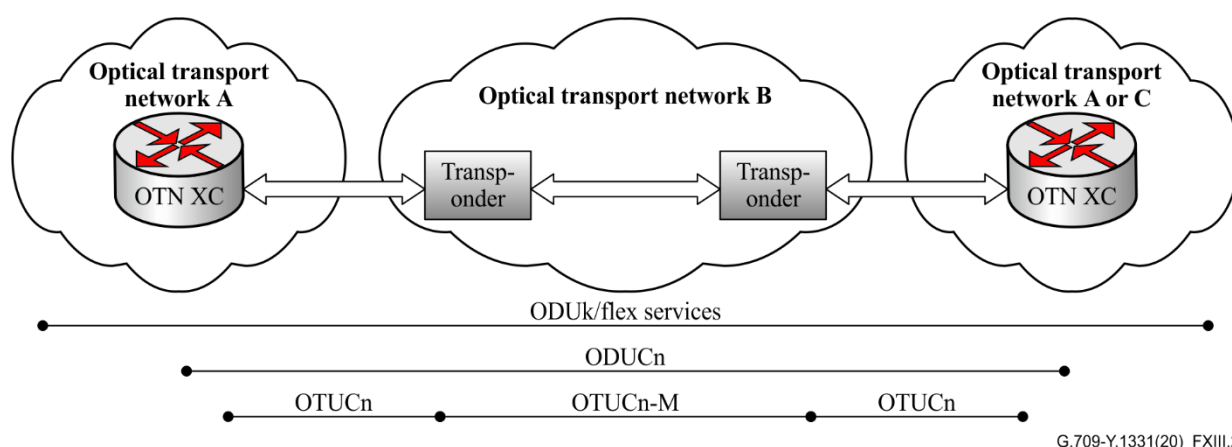 Optical transport
network A
Optical transport network B
Optical transport
network A or C
OTN XC
Transp-
onder
Transp-
onder
OTN XC
ODUk/flex services
ODUCn
OTUCn
OTUCn-M
OTUCn